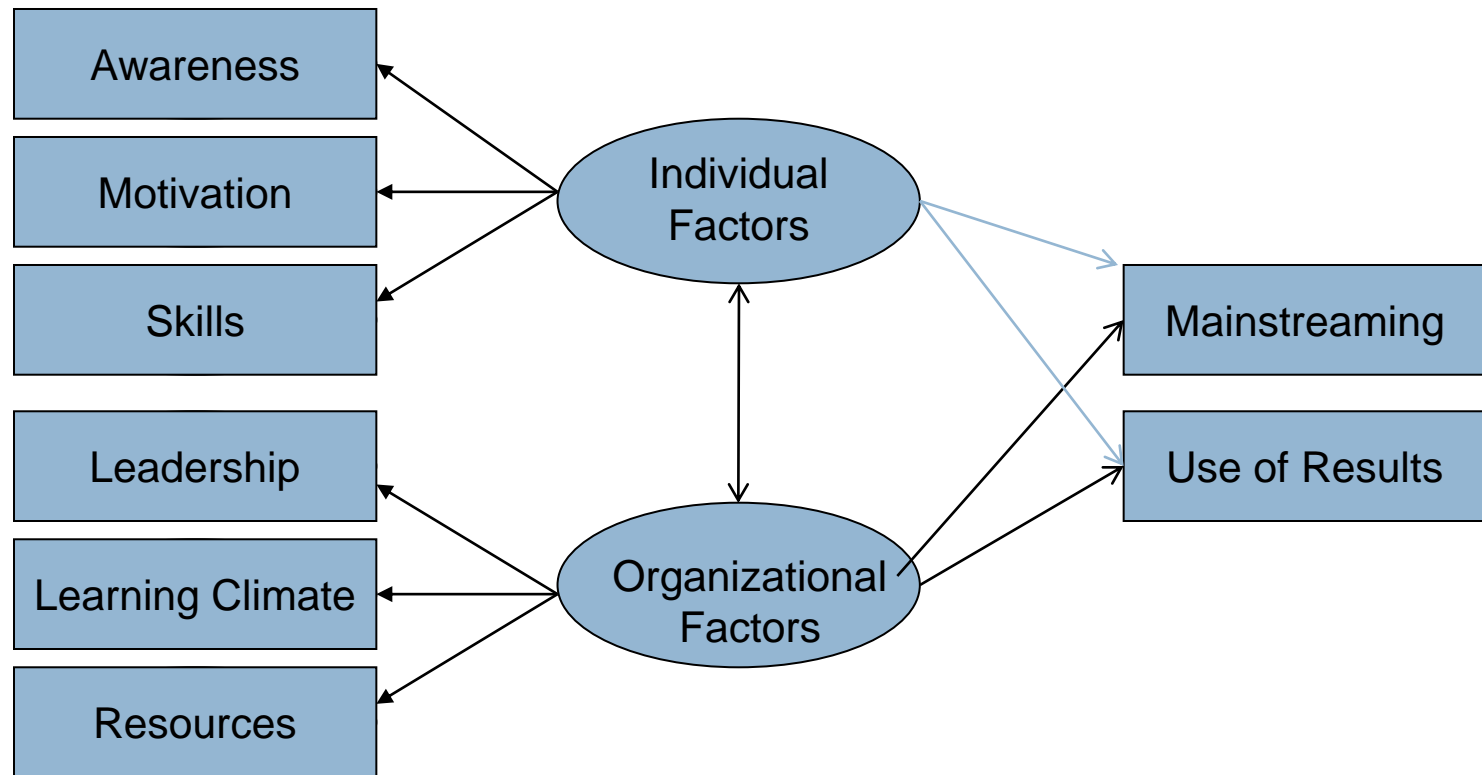 Awareness
Motivation
Skills
Leadership
Learning Climate
Resources
Individual
Factors
Organizational
Factors
Mainstreaming
Use of Results